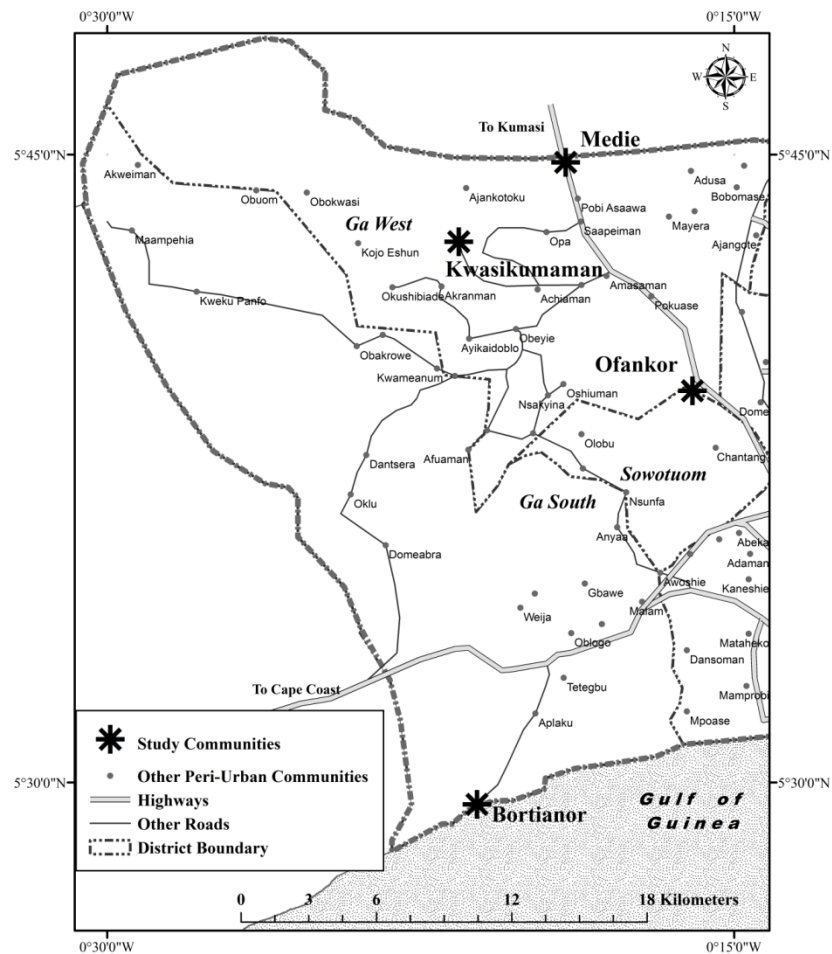 0°30'0"W
0°15'0"W
N
W
E
S
To Kumasi
Medie
5°45'0"N
5°45'0"N
Akweiman
Adusa
Bobomase
Obuom
Obokwasi
Ajankotoku
Pobi Asaawa
Mayera
Ga West
Saapeiman
Maampehia
Opa
Ajangote
Kojo Eshun
Kwasikumaman
Kweku Panfo
Okushibiade
Akranman
Achiaman
Amasaman
Pokuase
Ayikaidoblo
Obeyie
Obakrowe
Ofankor
Kwameanum
Oshiuman
Nsakyina
Dome
Afuaman
Olobu
Chantang
Dantsera
Sowotuom
Ga South
Nsunfa
Oklu
Anyaa
Abeka
Domeabra
Adaman
Awoshie
Kaneshie
Gbawe
Weija
Malam
Oblogo
Mataheko
Dansoman
To Cape Coast
Tetegbu
Mamprobi
Aplaku
Mpoase
Study Communities
Other Peri-Urban Communities
Highways
Other Roads
District Boundary
5°30'0"N
5°30'0"N
Bortianor
Gulf of
Guinea
0 3 6 12 18 Kilometers
0°30'0"W
0°15'0"W